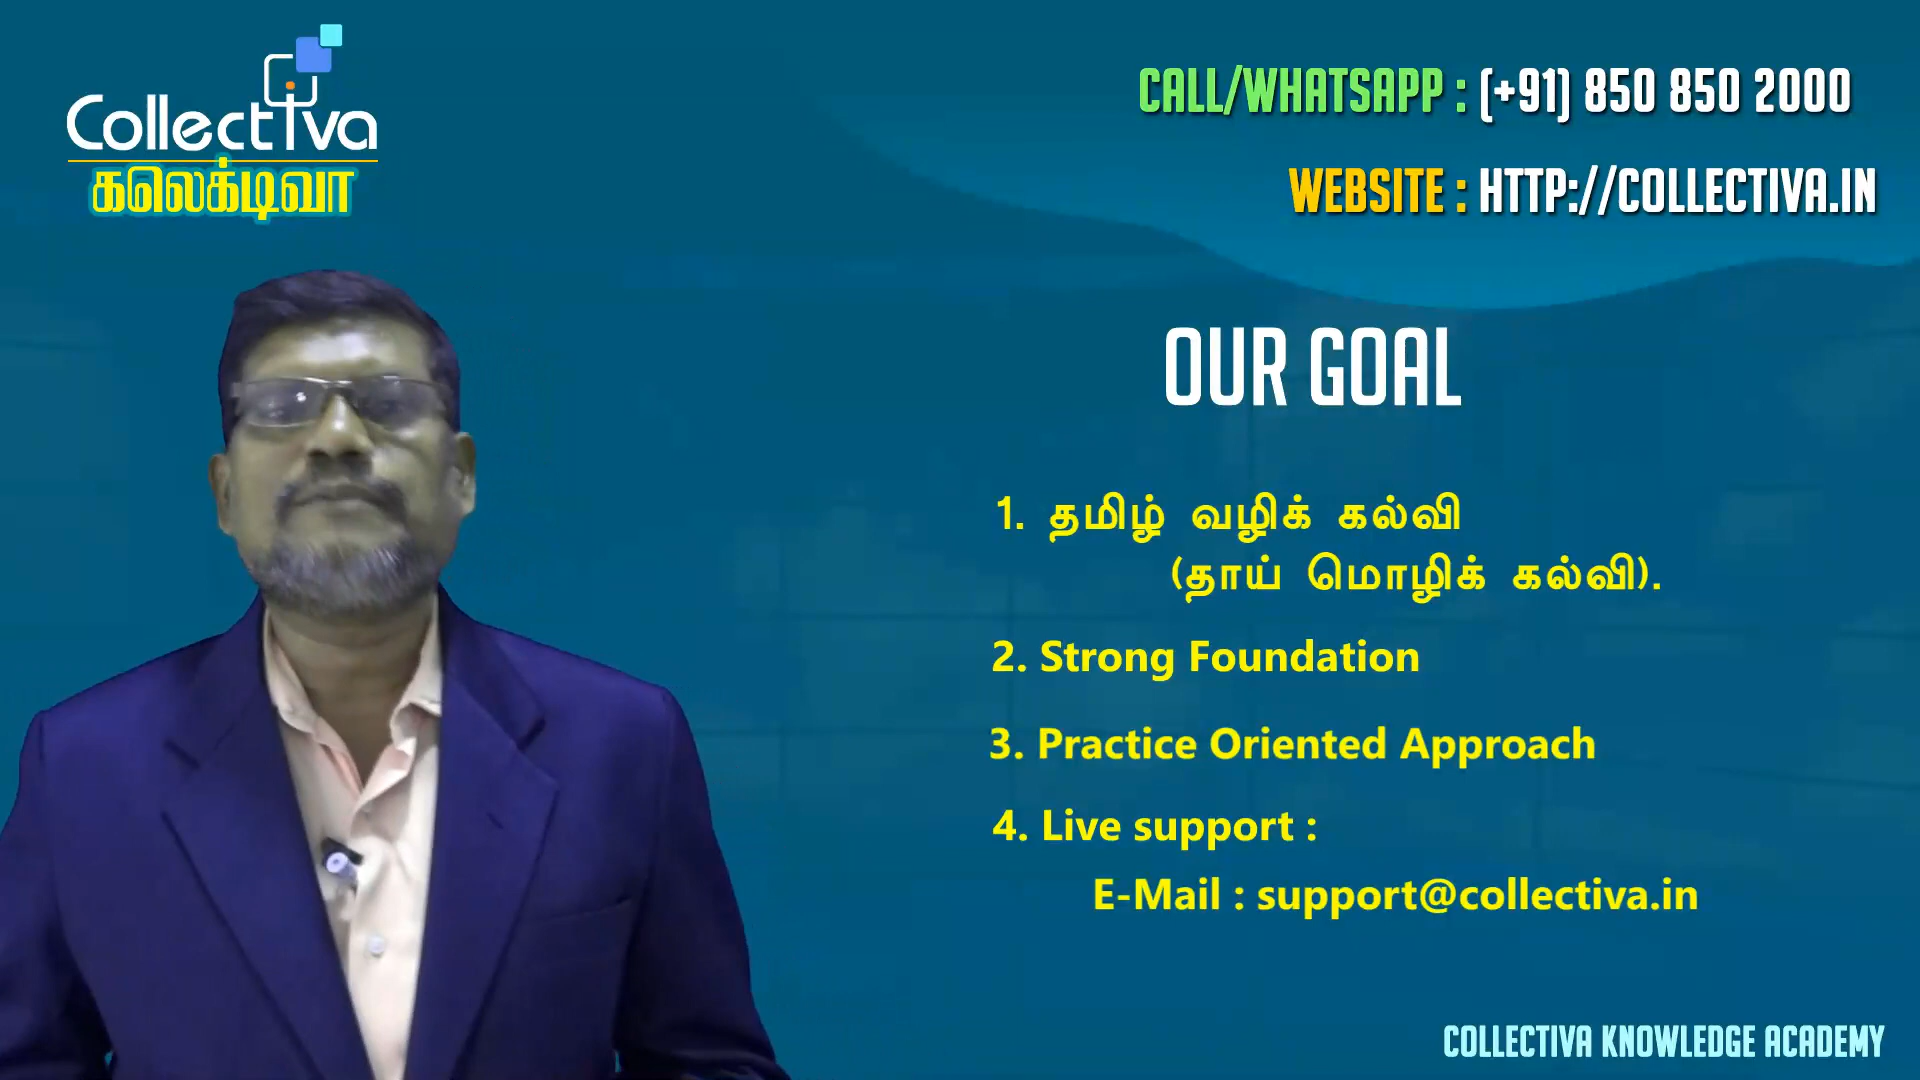 Collectiva
கலெக்டிவா
CALL/WHATSAPP : (+91) 850 850 2000
WEBSITE : HTTP://COLLECTIVA.IN
OUR GOAL
1. தமிழ் வழிக் கல்வி
(தாய் மொழிக் கல்வி).
2. Strong Foundation
3. Practice Oriented Approach
4. Live support :
E-Mail : support@collectiva.in
COLLECTIVA KNOWLEDGE ACADEMY